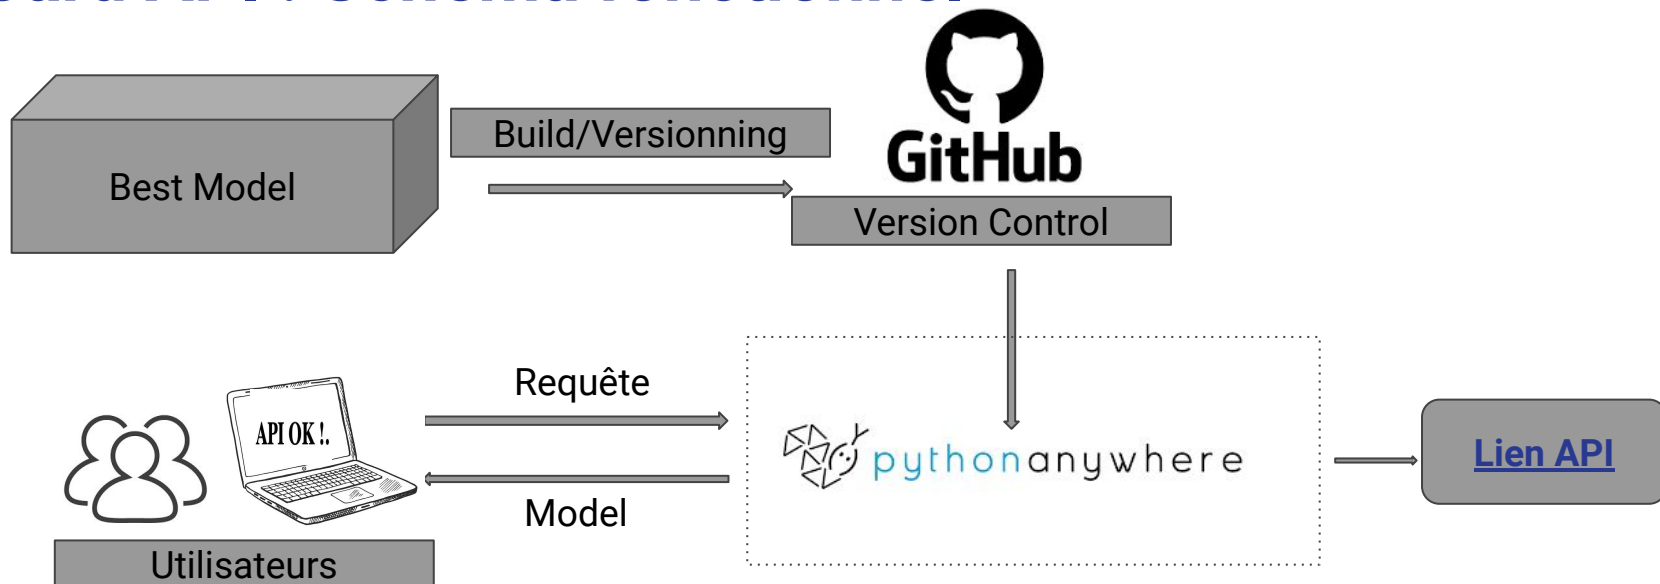 Build/Versionning
GitHub
Best Model
Version Control
Requête
API OK !.
pythonanywhere
Lien API
Model
Utilisateurs